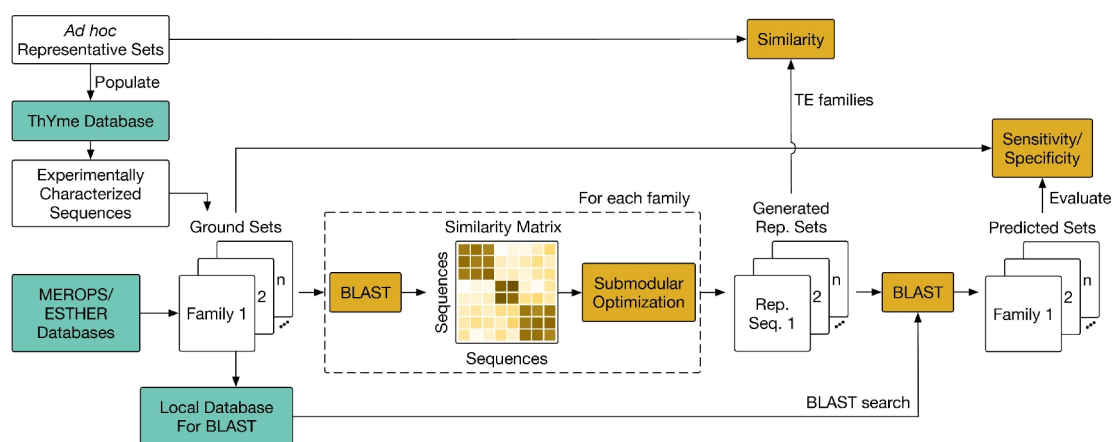 Ad hoc
Representative Sets
Populate
ThYme Database
Experimentally
Characterized
Sequences
MEROPS/
ESTHER
Databases
Ground Sets
Family 1
2
n
Local Database
For BLAST
For each family
BLAST
Similarity Matrix
Sequences
Sequences
Submodular
Optimization
Similarity
TE families
Generated
Rep. Sets
Rep.
Seq. 1
2
n
BLAST
BLAST search
Sensitivity/
Specificity
Evaluate
Predicted Sets
Family 1
2
n